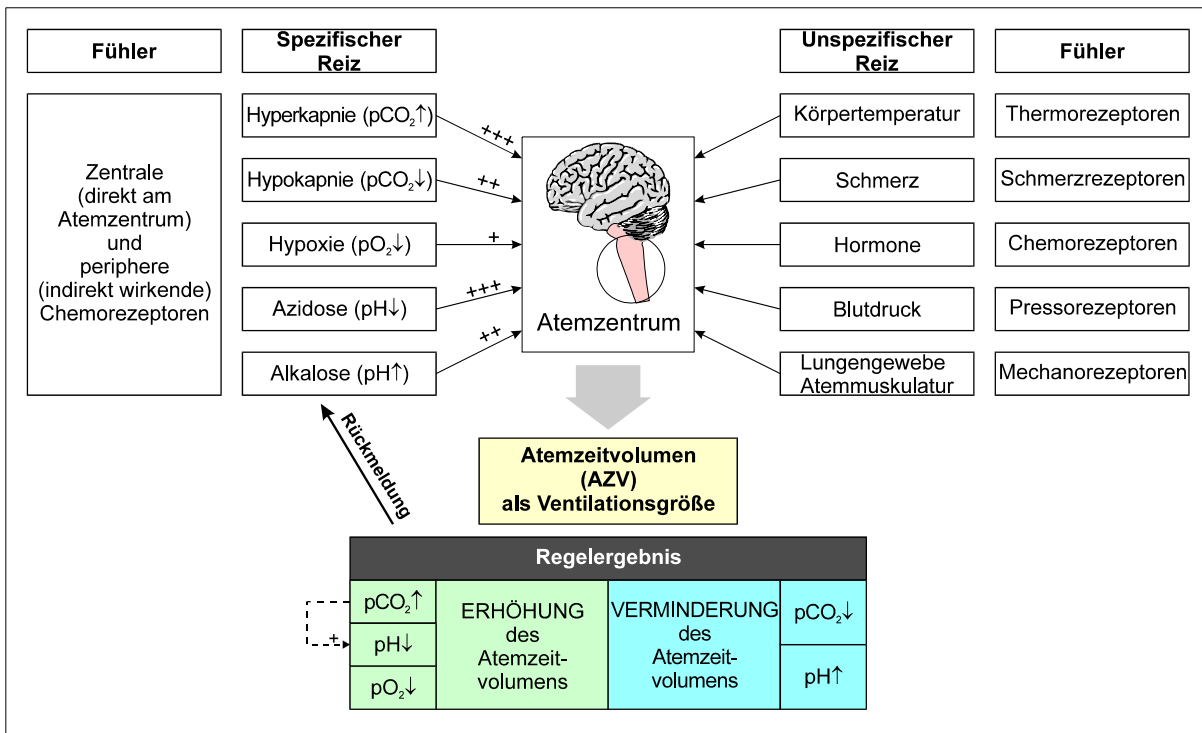 Fühler
Spezifischer
Reiz
Unspezifischer
Reiz
Fühler
Zentrale
(direkt am
Atemzentrum)
und
periphere
(indirekt wirkende)
Chemorezeptoren
Hyperkapnie (pCO₂↑)
Hypokapnie (pCO₂↓)
Hypoxie (pO₂↓)
Azidose (pH↓)
Alkalose (pH↑)
+++
++
+
+++
++
Atemzentrum
Körpertemperatur
Schmerz
Hormone
Blutdruck
Lungengewebe
Atemmuskulatur
Thermorezeptoren
Schmerzrezeptoren
Chemorezeptoren
Pressorezeptoren
Mechanorezeptoren
Rückmeldung
Atemzeitvolumen
(AZV)
als Ventilationsgröße
Regelergebnis
pCO₂↑
+
pH↓
pO₂↓
ERHÖHUNG
des
Atemzeit-
volumens
VERMINDERUNG
des
Atemzeit-
volumens
pCO₂↓
pH↑